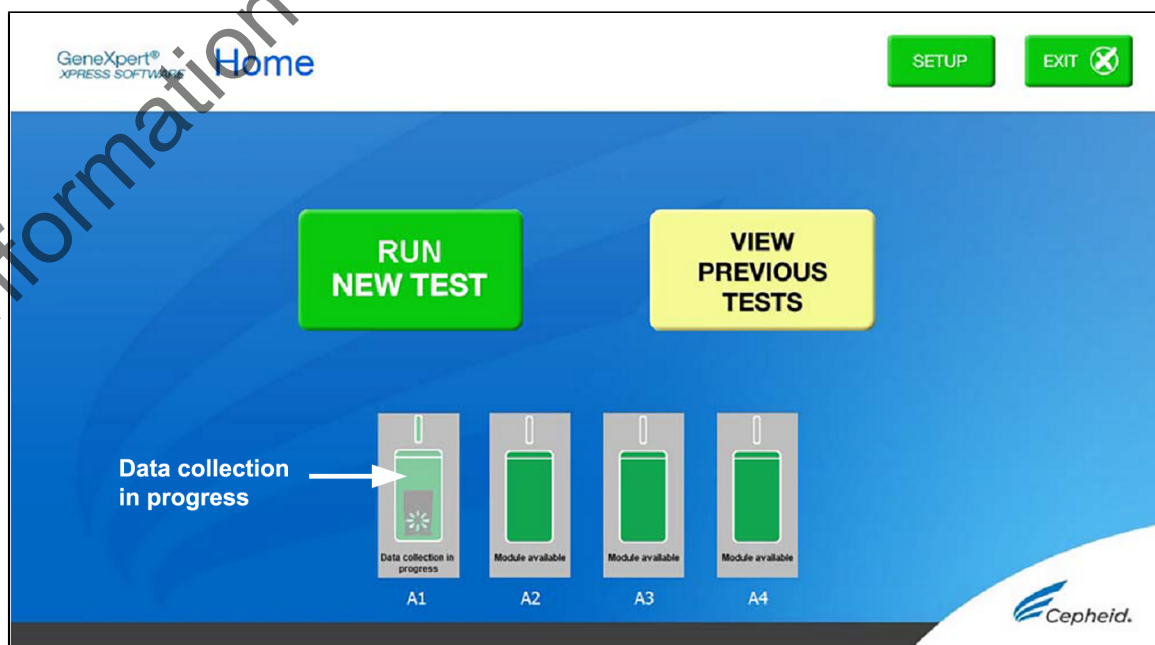 GeneXpert®
XPRESS SOFTWARE
Home
SETUP
EXIT
RUN
NEW TEST
VIEW
PREVIOUS
TESTS
Data collection
in progress
Data collection in
progress
Module available
Module available
Module available
A1
A2
A3
A4
Cepheid.